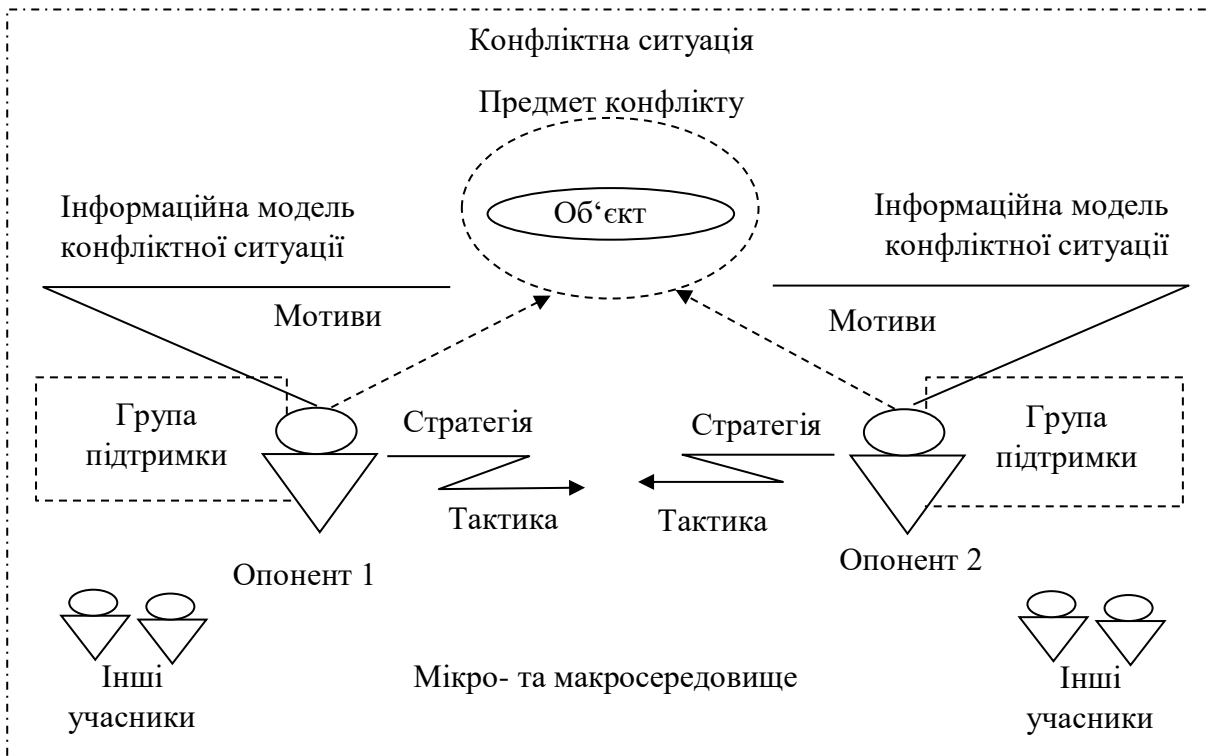 Конфліктна ситуація
Предмет конфлікту
Об‘єкт
Інформаційна модель
конфліктної ситуації
Інформаційна модель
конфліктної ситуації
Мотиви
Мотиви
Група
підтримки
Стратегія
Стратегія
Група
підтримки
Тактика
Тактика
Опонент 1
Опонент 2
Інші
учасники
Мікро- та макросередовище
Інші
учасники